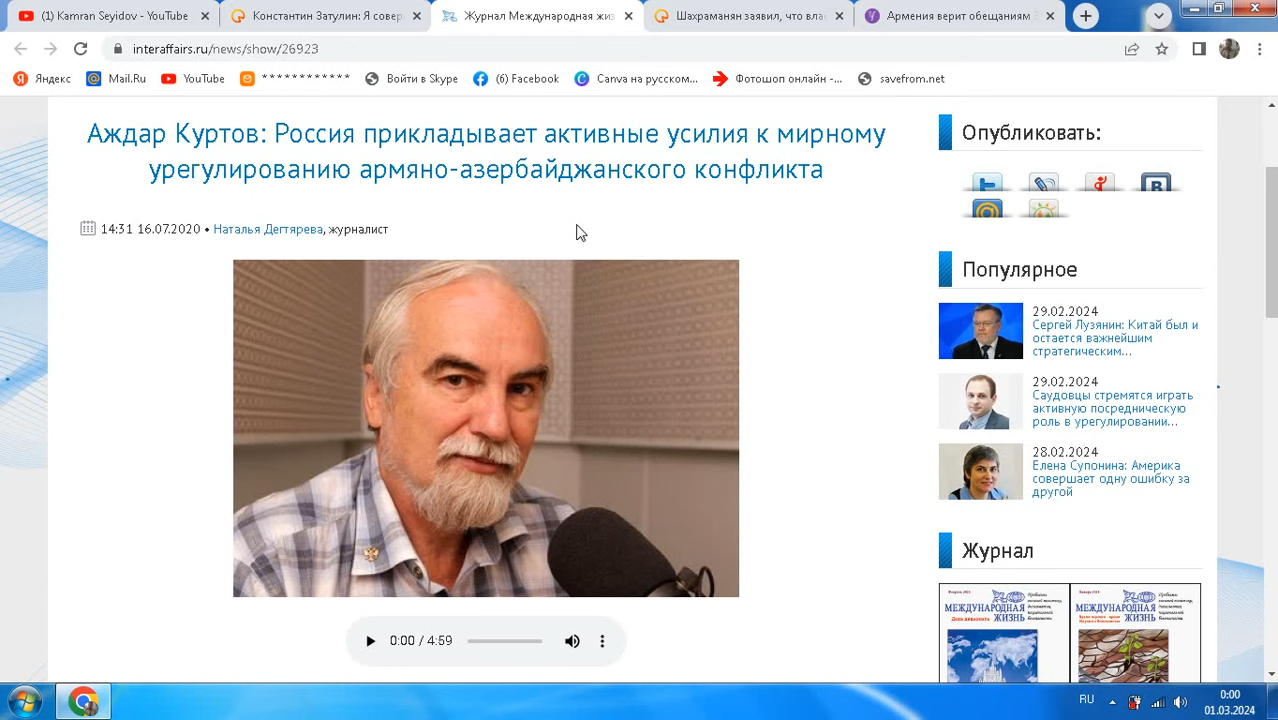 (1) Kamran Seyidov - YouTube
Константин Затулин: Я совер
Журнал Международная жиз
Шахраманян заявил, что вла
Армения верит обещаниям З
interaffairs.ru/news/show/26923
Яндекс
Mail.Ru
YouTube
* * * * * * * * * * * *
Войти в Skype
(6) Facebook
Canva на русском...
Фотошоп онлайн -...
savefrom.net
Аждар Куртов: Россия прикладывает активные усилия к мирному
урегулированию армяно-азербайджанского конфликта
14:31 16.07.2020 • Наталья Дегтярева, журналист
0:00 / 4:59
Опубликовать:
Популярное
29.02.2024
Сергей Лузянин: Китай был и
остается важнейшим
стратегическим...
29.02.2024
Саудовцы стремятся играть
активную посредническую
роль в урегулировании...
28.02.2024
Елена Супонина: Америка
совершает одну ошибку за
другой
Журнал
МЕЖДУНАРОДНАЯ
ЖИЗНЬ
МЕЖДУНАРОДНАЯ
ЖИЗНЬ
RU
0:00
01.03.2024